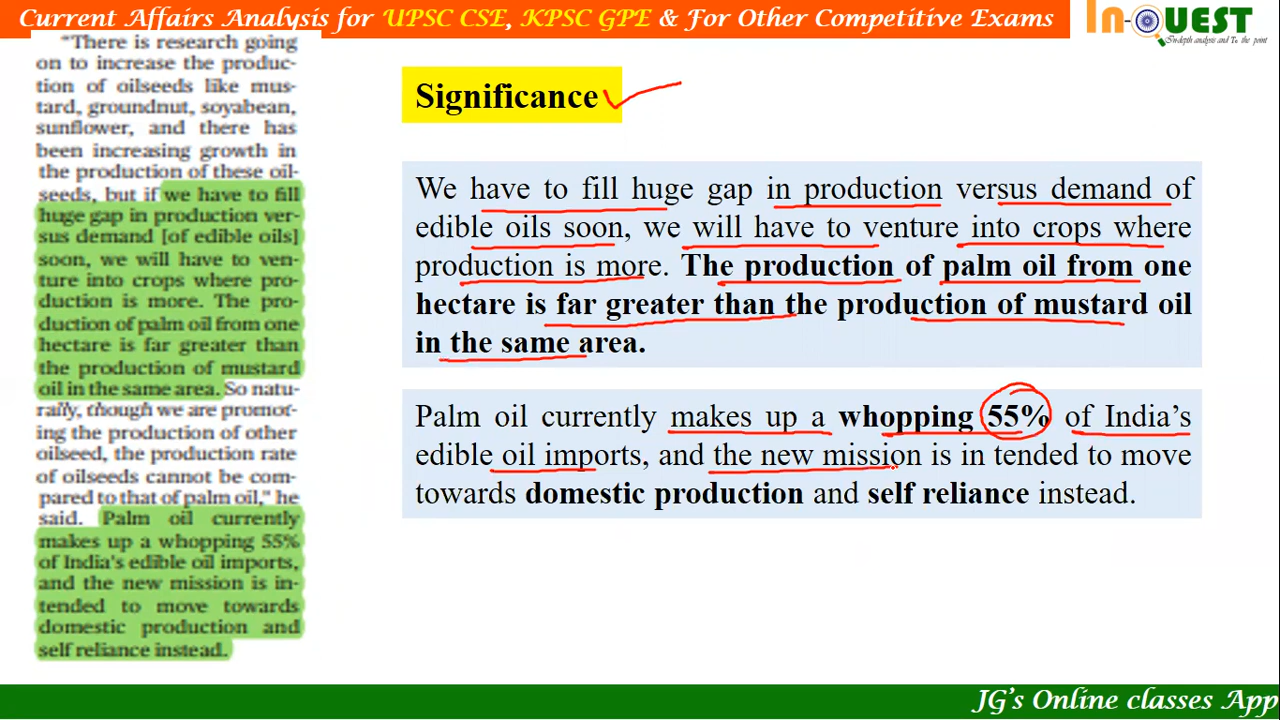 Current Affairs Analysis for UPSC CSE, KPSC GPE & For Other Competitive Exams
In-QUEST
In-depth analysis and To the point
"There is research going
on to increase the produc-
tion of oilseeds like mus-
tard, groundnut, soyabean,
sunflower, and there has
been increasing growth in
the production of these oil-
seeds, but if we have to fill
huge gap in production ver-
sus demand [of edible oils]
soon, we will have to ven-
ture into crops where pro-
duction is more. The pro-
duction of palm oil from one
hectare is far greater than
the production of mustard
oil in the same area. So natu-
rally, though we are promot-
ing the production of other
oilseed, the production rate
of oilseeds cannot be com-
pared to that of palm oil," he
said. Palm oil currently
makes up a whopping 55%
of India's edible oil imports,
and the new mission is in-
tended to move towards
domestic production and
self reliance instead.
Significance
We have to fill huge gap in production versus demand of
edible oils soon, we will have to venture into crops where
production is more. The production of palm oil from one
hectare is far greater than the production of mustard oil
in the same area.
Palm oil currently makes up a whopping 55% of India's
edible oil imports, and the new mission is in tended to move
towards domestic production and self reliance instead.
JG's Online classes App